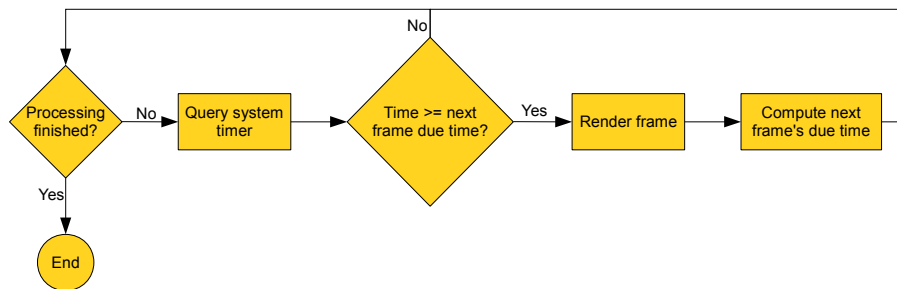 No
Processing
finished?
No
Query system
timer
Time >= next
frame due time?
Yes
Render frame
Compute next
frame's due time
Yes
End